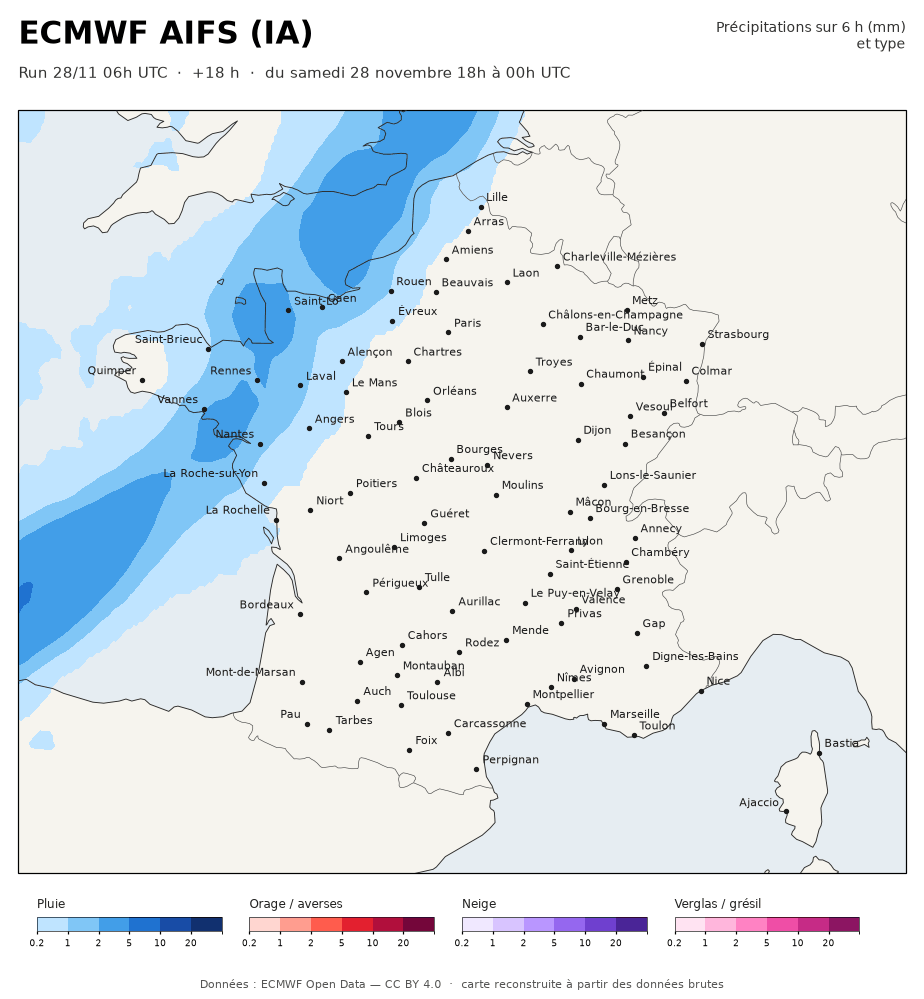 ECMWF AIFS (IA)
Précipitations sur 6 h (mm)
et type
Run 28/11 06h UTC · +18 h · du samedi 28 novembre 18h à 00h UTC
Lille
Arras
Amiens
Charleville-Mézières
Laon
Rouen
Beauvais
Saint-Lô
Caen
Metz
Évreux
Châlons-en-Champagne
Paris
Bar-le-Duc
Nancy
Strasbourg
Saint-Brieuc
Alençon
Chartres
Troyes
Épinal
Quimper
Rennes
Laval
Le Mans
Chaumont
Colmar
Orléans
Vannes
Auxerre
Belfort
Blois
Vesoul
Angers
Tours
Nantes
Dijon
Besançon
Bourges
Nevers
La Roche-sur-Yon
Châteauroux
Lons-le-Saunier
Poitiers
Moulins
Niort
Mâcon
La Rochelle
Bourg-en-Bresse
Guéret
Annecy
Limoges
Clermont-Ferrand
Lyon
Angoulême
Chambéry
Saint-Étienne
Périgueux
Tulle
Grenoble
Le Puy-en-Velay
Valence
Bordeaux
Aurillac
Privas
Mende
Gap
Cahors
Rodez
Agen
Digne-les-Bains
Mont-de-Marsan
Montauban
Albi
Avignon
Nîmes
Nice
Auch
Toulouse
Montpellier
Pau
Tarbes
Carcassonne
Marseille
Toulon
Foix
Bastia
Perpignan
Ajaccio
Pluie
0.2 1 2 5 10 20
Orage / averses
0.2 1 2 5 10 20
Neige
0.2 1 2 5 10 20
Verglas / grésil
0.2 1 2 5 10 20
Données : ECMWF Open Data — CC BY 4.0 · carte reconstruite à partir des données brutes